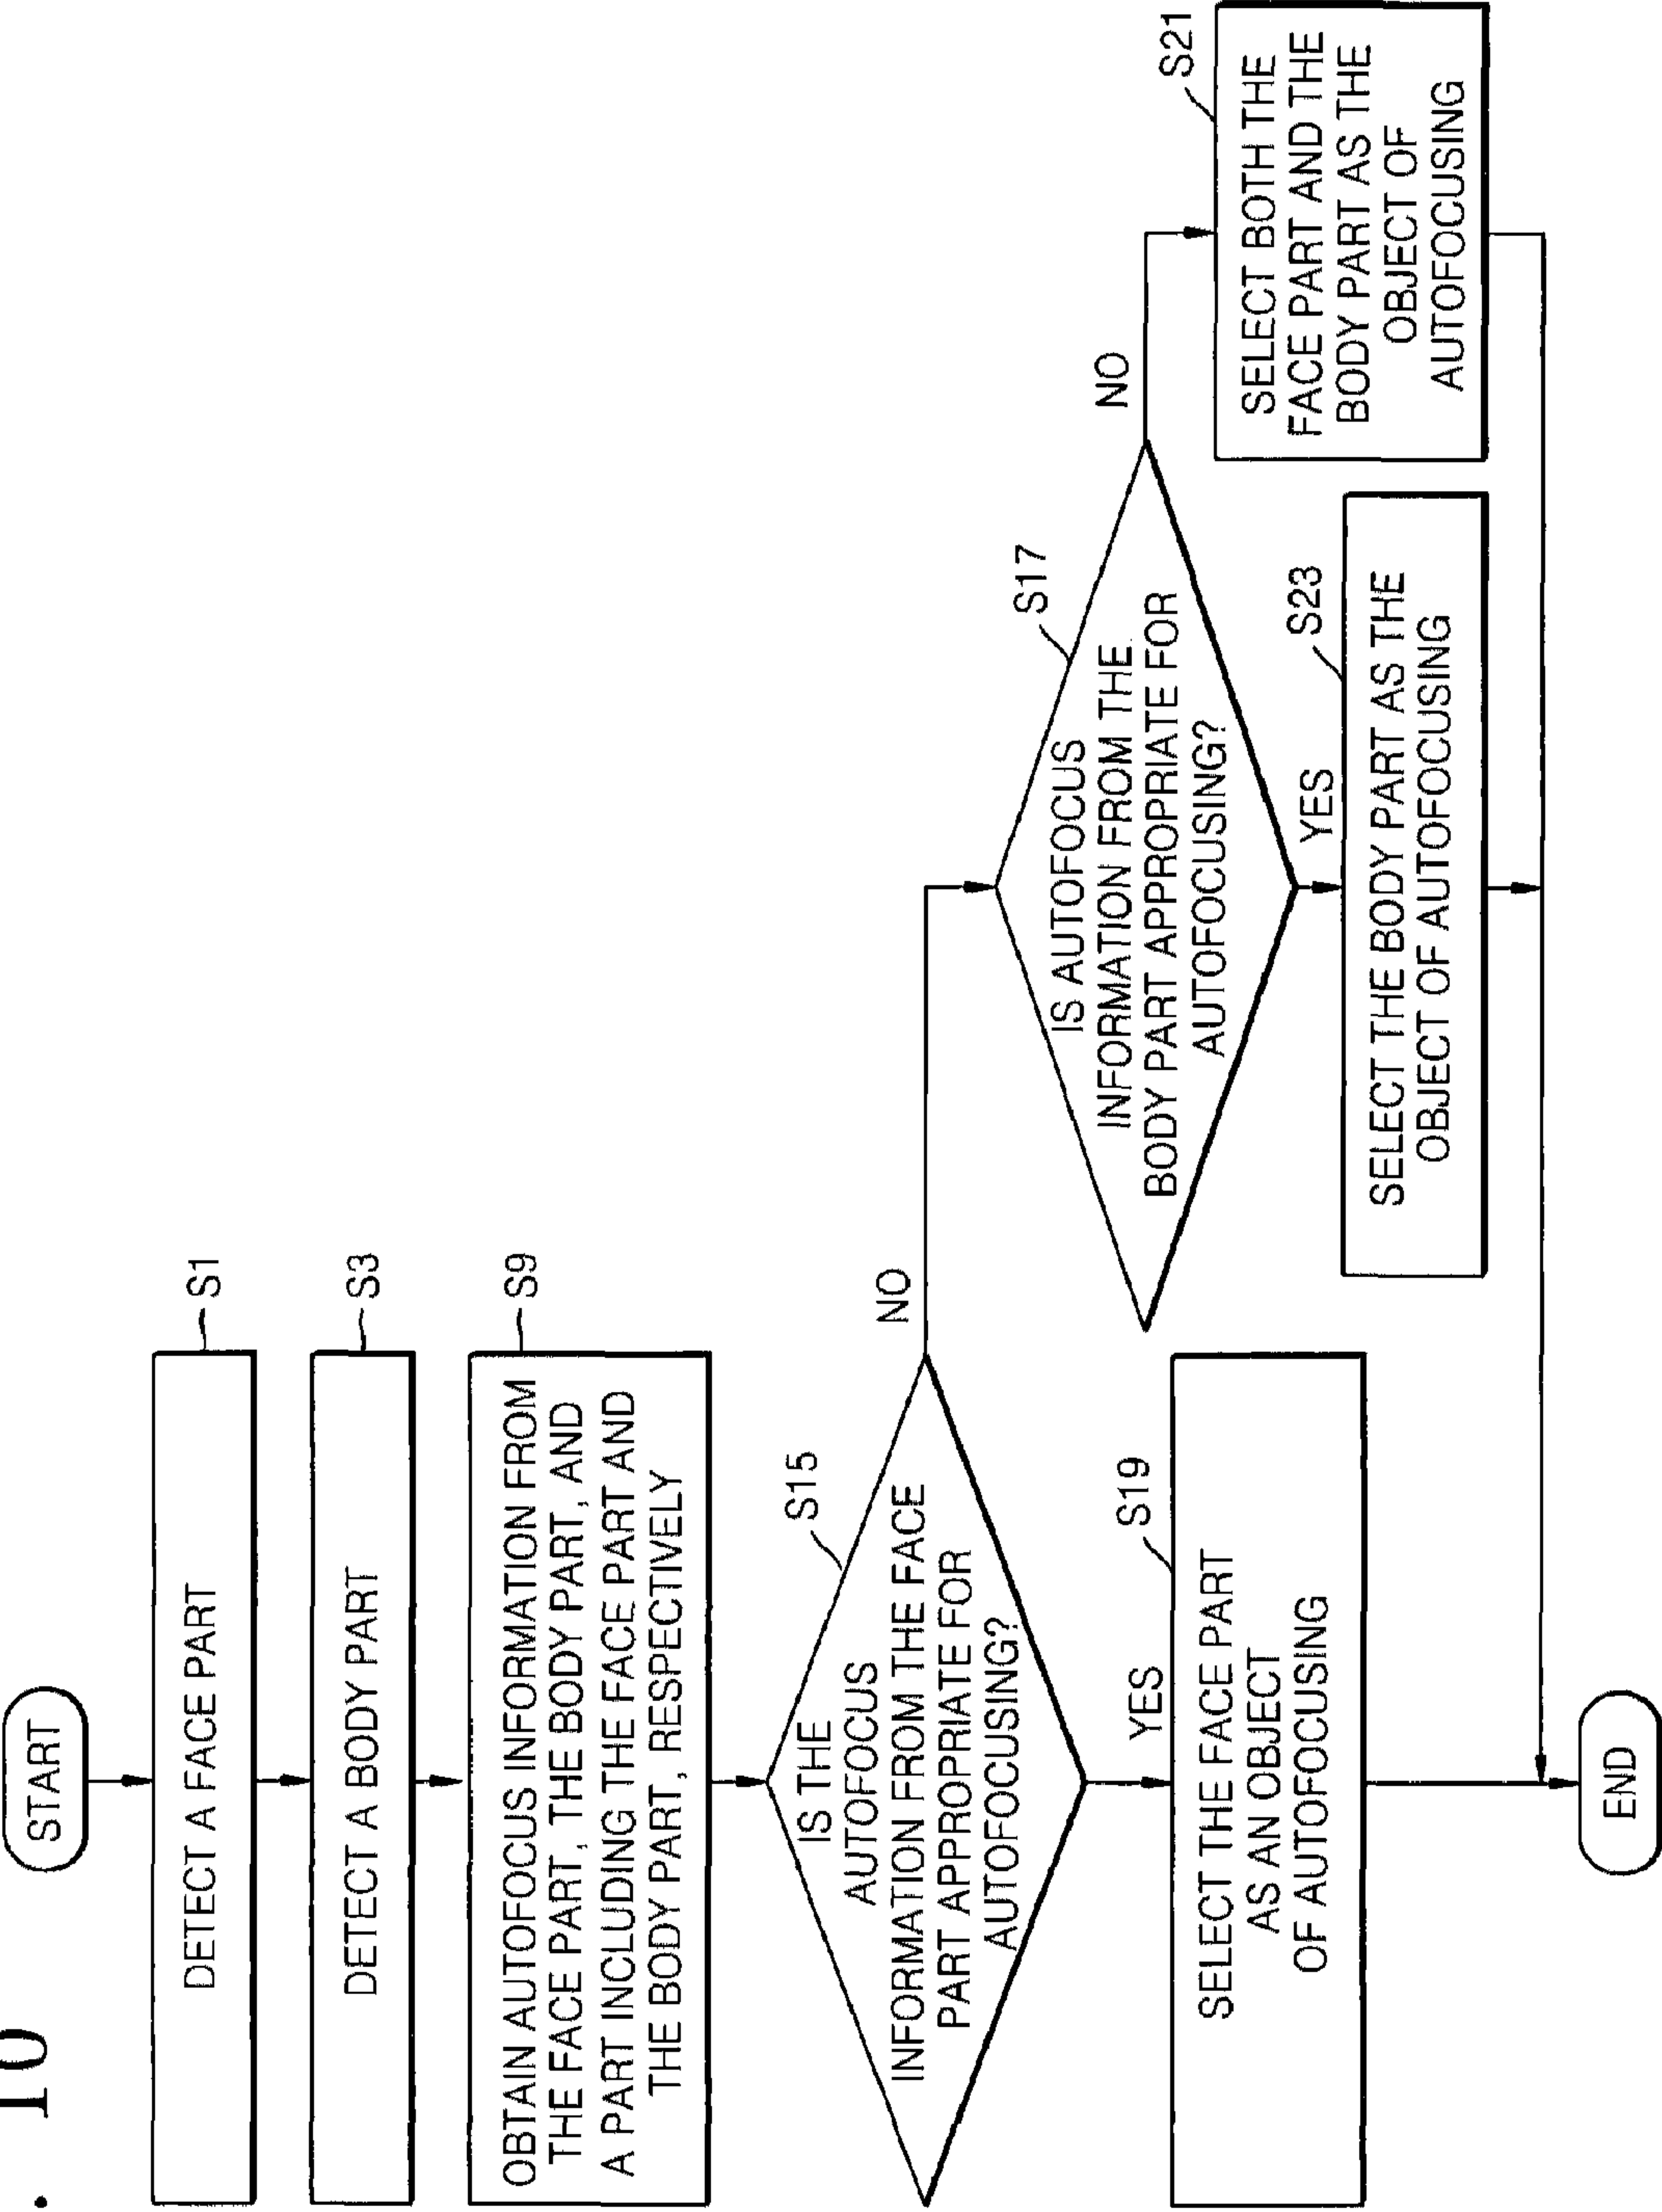 . 10
START
DETECT A FACE PART
S1
DETECT A BODY PART
S3
OBTAIN AUTOFOCUS INFORMATION FROM
THE FACE PART, THE BODY PART, AND
A PART INCLUDING THE FACE PART AND
THE BODY PART, RESPECTIVELY
S9
IS THE
AUTOFOCUS
INFORMATION FROM THE FACE
PART APPROPRIATE FOR
AUTOFOCUSING?
S15
NO
YES
IS AUTOFOCUS
INFORMATION FROM THE
BODY PART APPROPRIATE FOR
AUTOFOCUSING?
S17
NO
YES
SELECT THE FACE PART
AS AN OBJECT
OF AUTOFOCUSING
S19
SELECT THE BODY PART AS THE
OBJECT OF AUTOFOCUSING
S23
SELECT BOTH THE
FACE PART AND THE
BODY PART AS THE
OBJECT OF
AUTOFOCUSING
S21
END